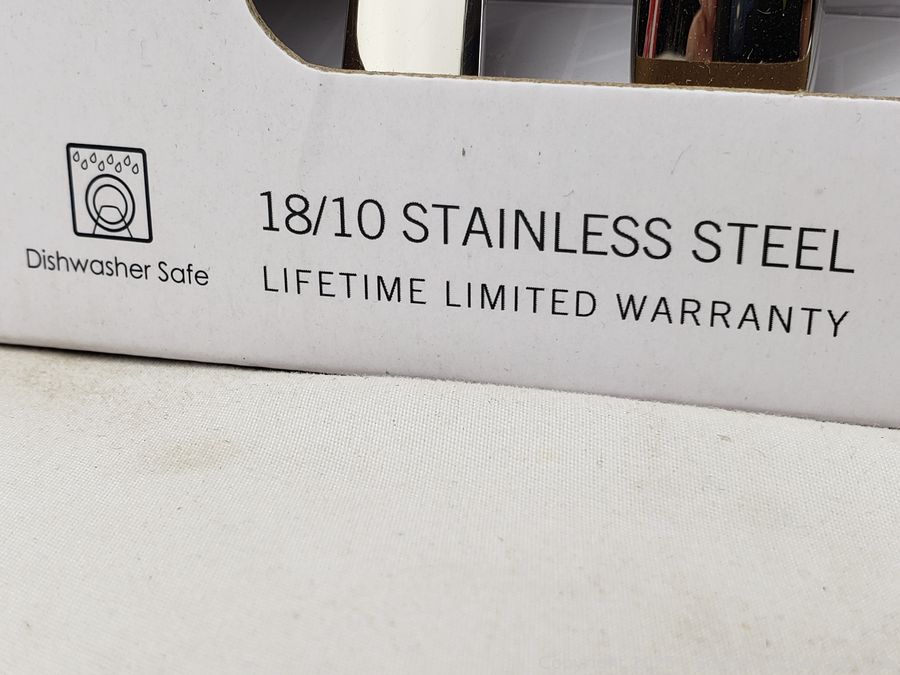 18/10 STAINLESS STEEL
LIFETIME LIMITED WARRANTY
Dishwasher Safe